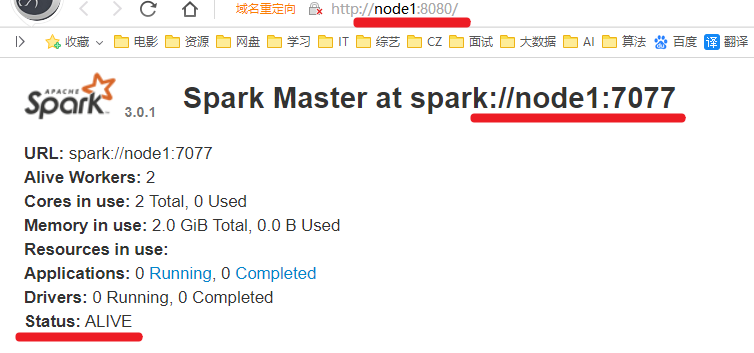 域名重定向 http://node1:8080/
收藏 电影 资源 网盘 学习 IT 综艺 CZ 面试 大数据 AI 算法 百度 译 翻译
APACHE Spark 3.0.1 Spark Master at spark://node1:7077
URL: spark://node1:7077
Alive Workers: 2
Cores in use: 2 Total, 0 Used
Memory in use: 2.0 GiB Total, 0.0 B Used
Resources in use:
Applications: 0 Running, 0 Completed
Drivers: 0 Running, 0 Completed
Status: ALIVE